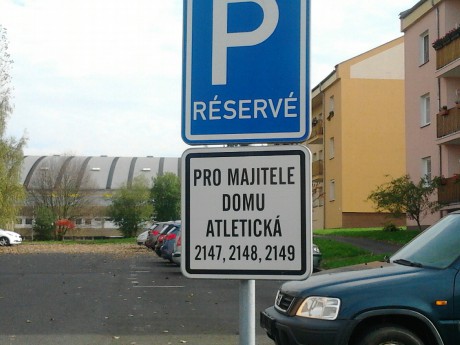 P
RÉSERVÉ
PRO MAJITELE
DOMU
ATLETICKÁ
2147, 2148, 2149